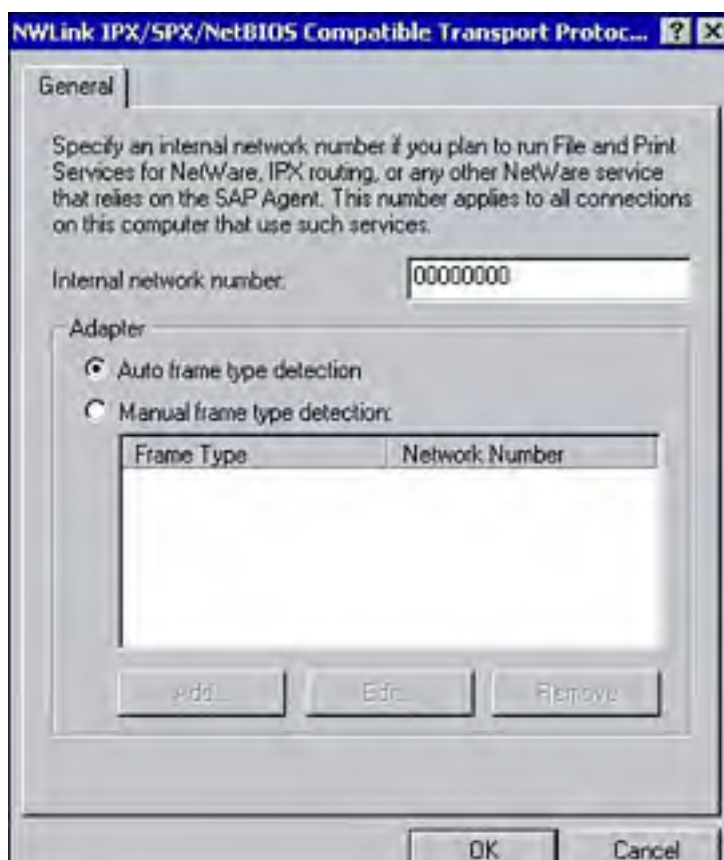 NWLink IPX/SPX/NetBIOS Compatible Transport Protoc...
General
Specify an internal network number if you plan to run File and Print
Services for NetWare, IPX routing, or any other NetWare service
that relies on the SAP Agent. This number applies to all connections
on this computer that use such services.
Internal network number: 00000000
Adapter
Auto frame type detection
Manual frame type detection:
Frame Type Network Number
Add... Edit... Remove
OK Cancel